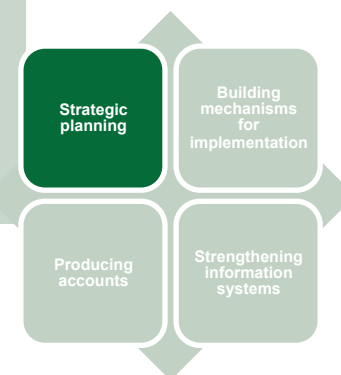 Strategic
planning
Building
mechanisms
for
implementation
Producing
accounts
Strengthening
information
systems